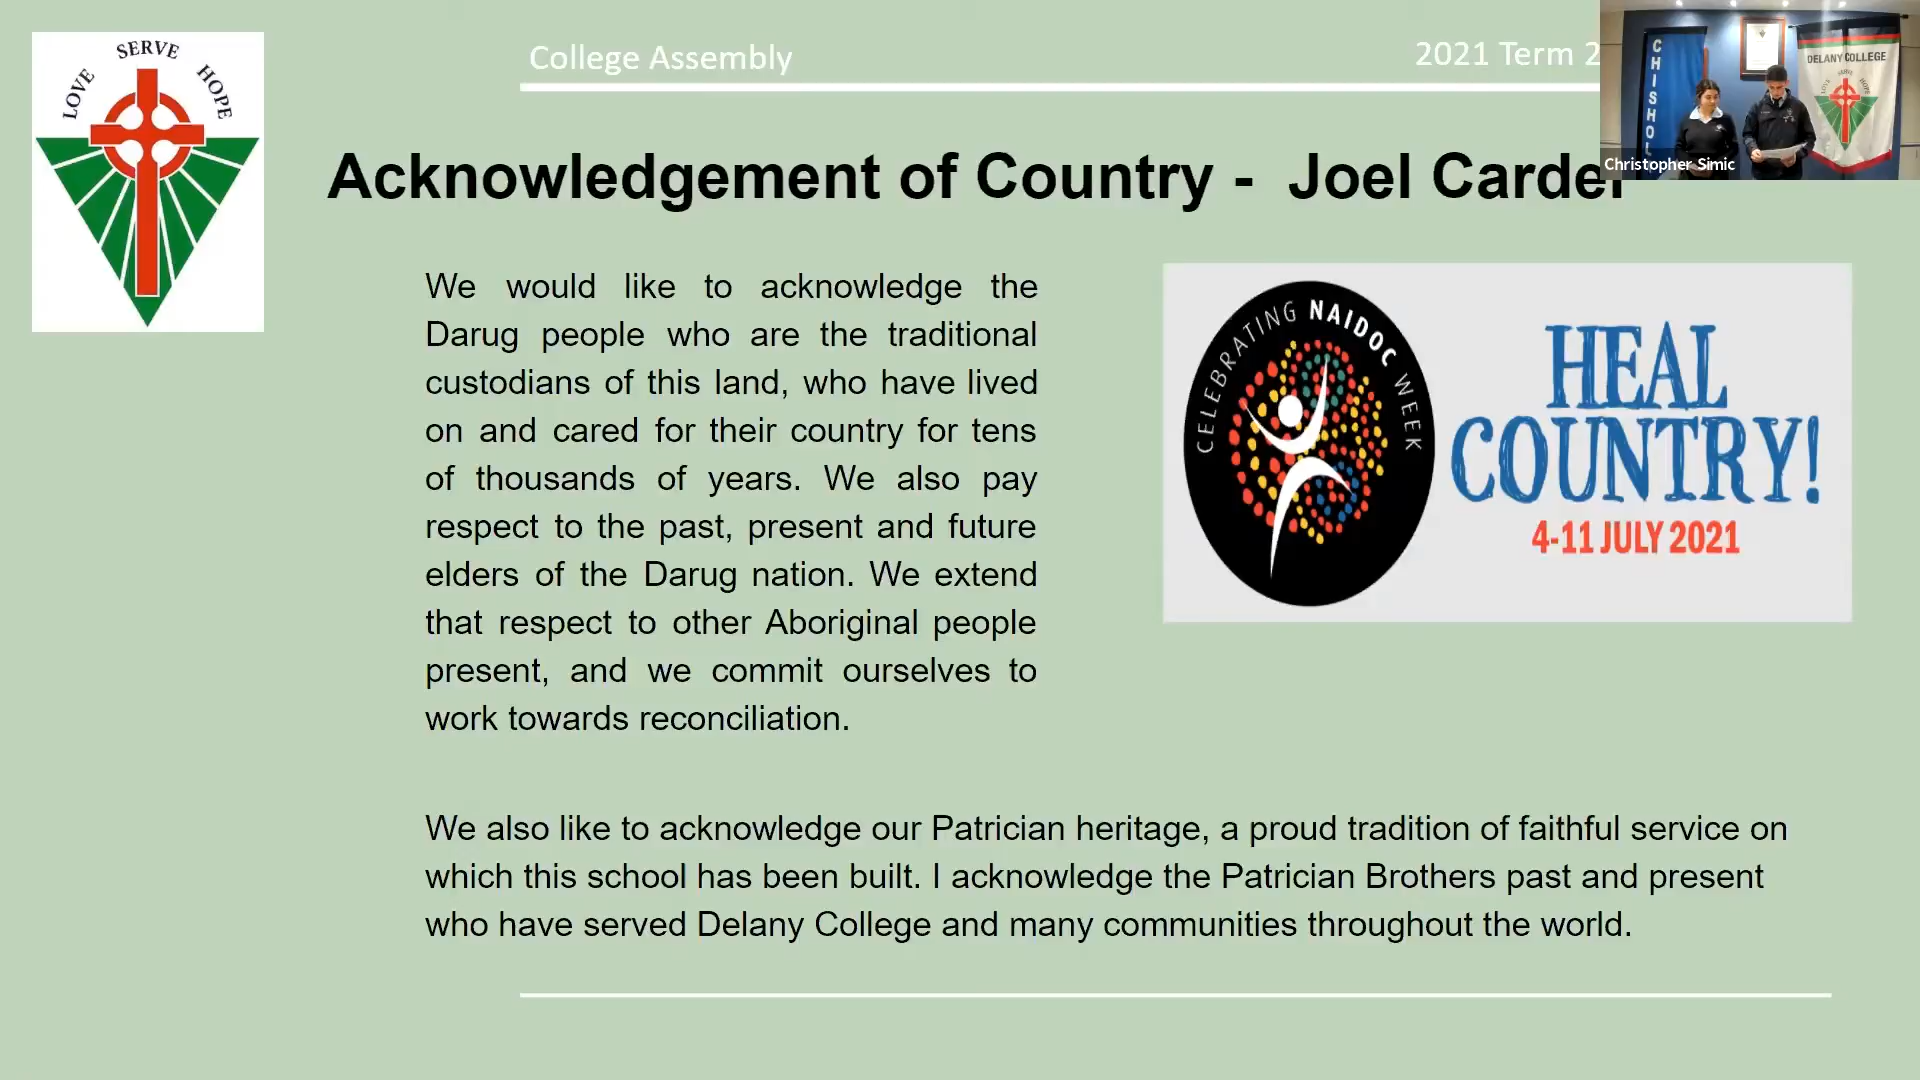 LOVE SERVE HOPE
College Assembly
2021 Term 2
CHISHOL
DELANY COLLEGE
Christopher Simic
Acknowledgement of Country - Joel Carder
We would like to acknowledge the
Darug people who are the traditional
custodians of this land, who have lived
on and cared for their country for tens
of thousands of years. We also pay
respect to the past, present and future
elders of the Darug nation. We extend
that respect to other Aboriginal people
present, and we commit ourselves to
work towards reconciliation.
CELEBRATING NAIDOC WEEK
HEAL
COUNTRY!
4-11 JULY 2021
We also like to acknowledge our Patrician heritage, a proud tradition of faithful service on
which this school has been built. I acknowledge the Patrician Brothers past and present
who have served Delany College and many communities throughout the world.